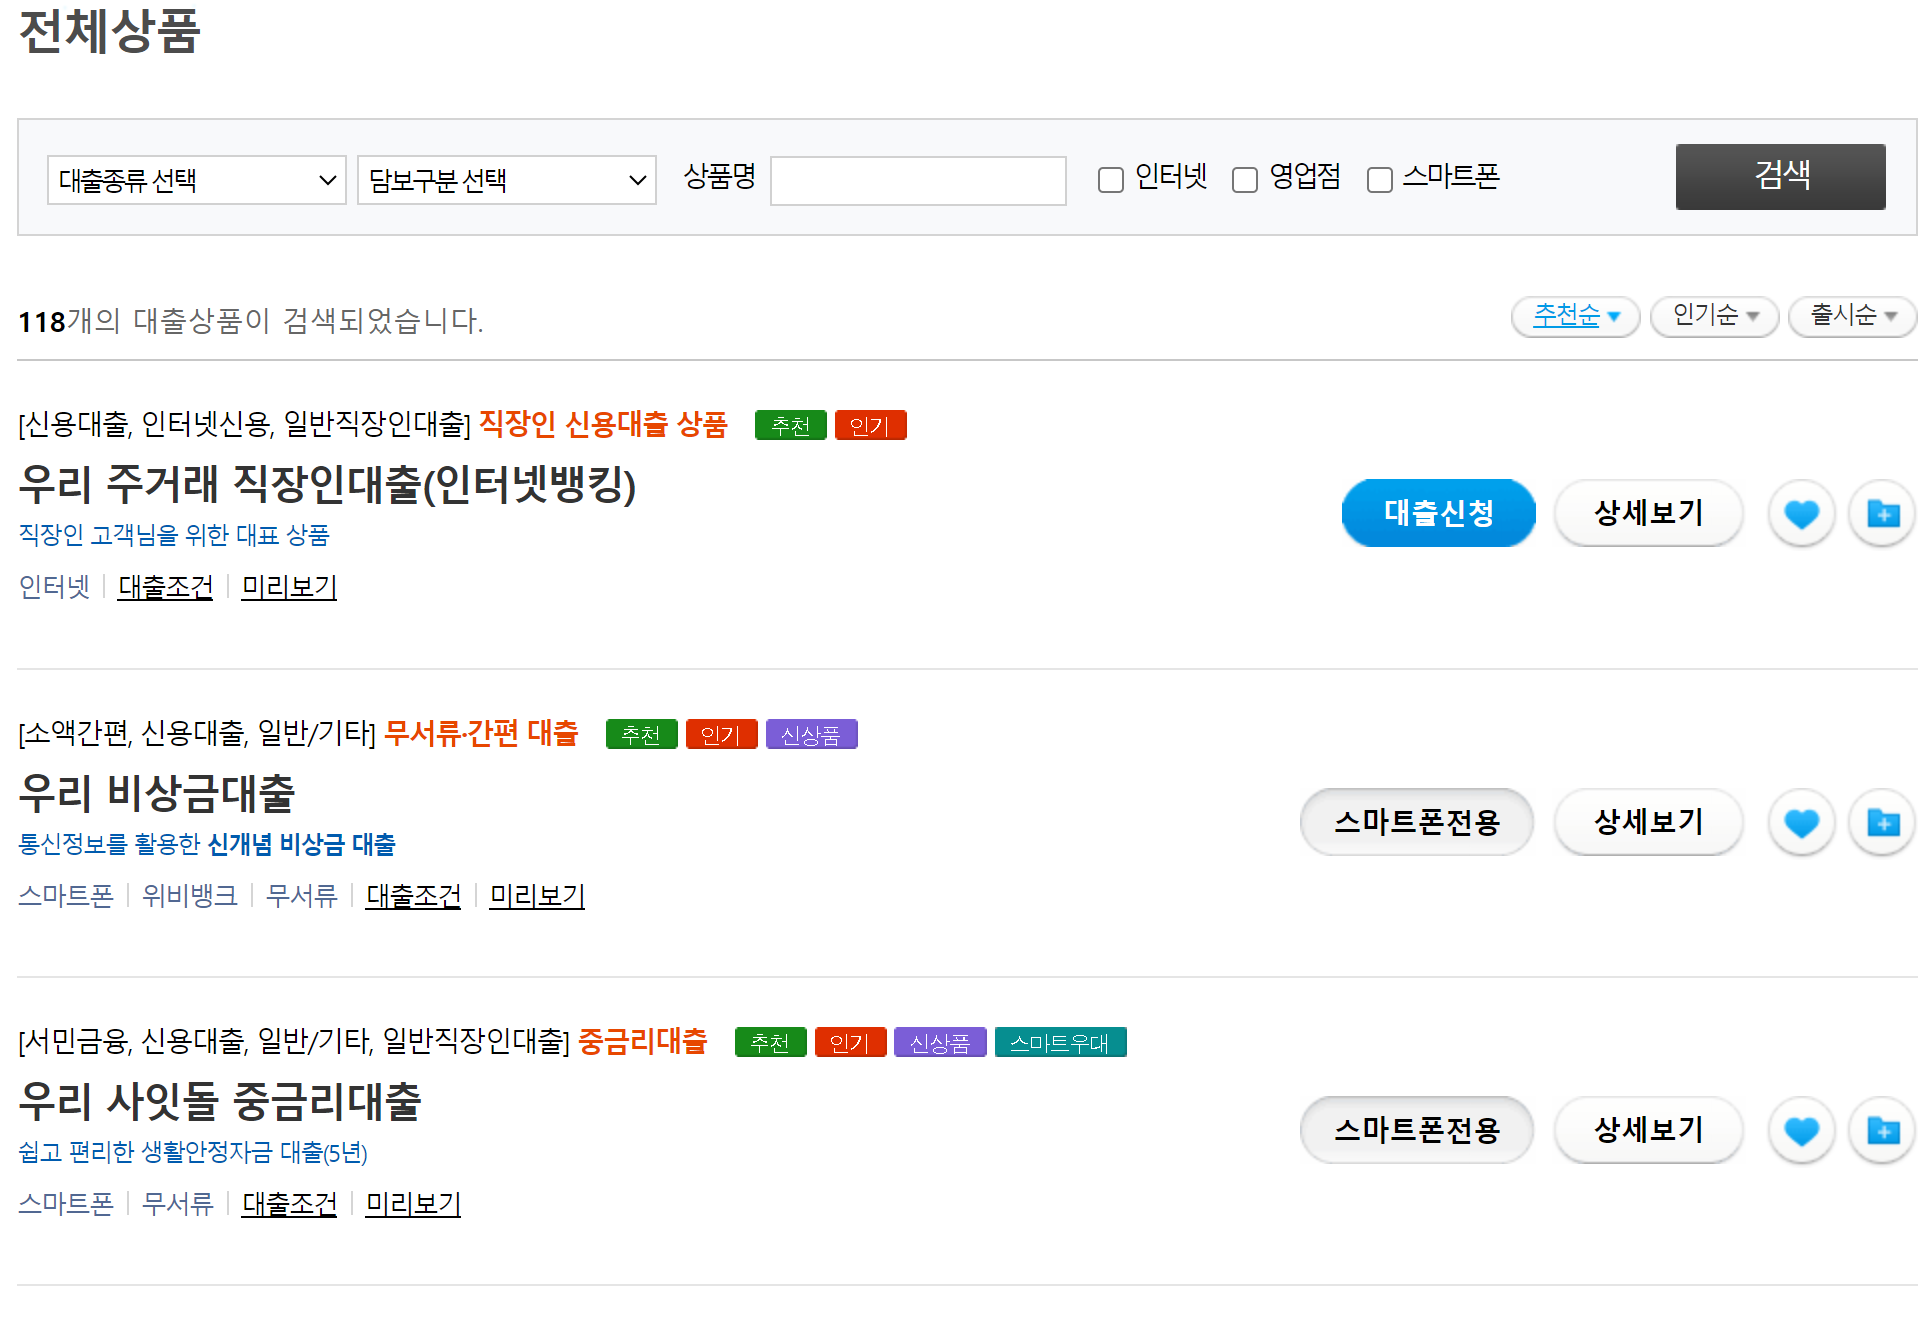 전체상품
대출종류 선택 담보구분 선택 상품명 인터넷 영업점 스마트폰 검색
118개의 대출상품이 검색되었습니다. 추천순 인기순 출시순
[신용대출, 인터넷신용, 일반직장인대출] 직장인 신용대출 상품 추천 인기
우리 주거래 직장인대출(인터넷뱅킹)
직장인 고객님을 위한 대표 상품
대출신청 상세보기
인터넷 대출조건 미리보기
[소액간편, 신용대출, 일반/기타] 무서류·간편 대출 추천 인기 신상품
우리 비상금대출
통신정보를 활용한 신개념 비상금 대출
스마트폰전용 상세보기
스마트폰 위비뱅크 무서류 대출조건 미리보기
[서민금융, 신용대출, 일반/기타, 일반직장인대출] 중금리대출 추천 인기 신상품 스마트우대
우리 사잇돌 중금리대출
쉽고 편리한 생활안정자금 대출(5년)
스마트폰전용 상세보기
스마트폰 무서류 대출조건 미리보기